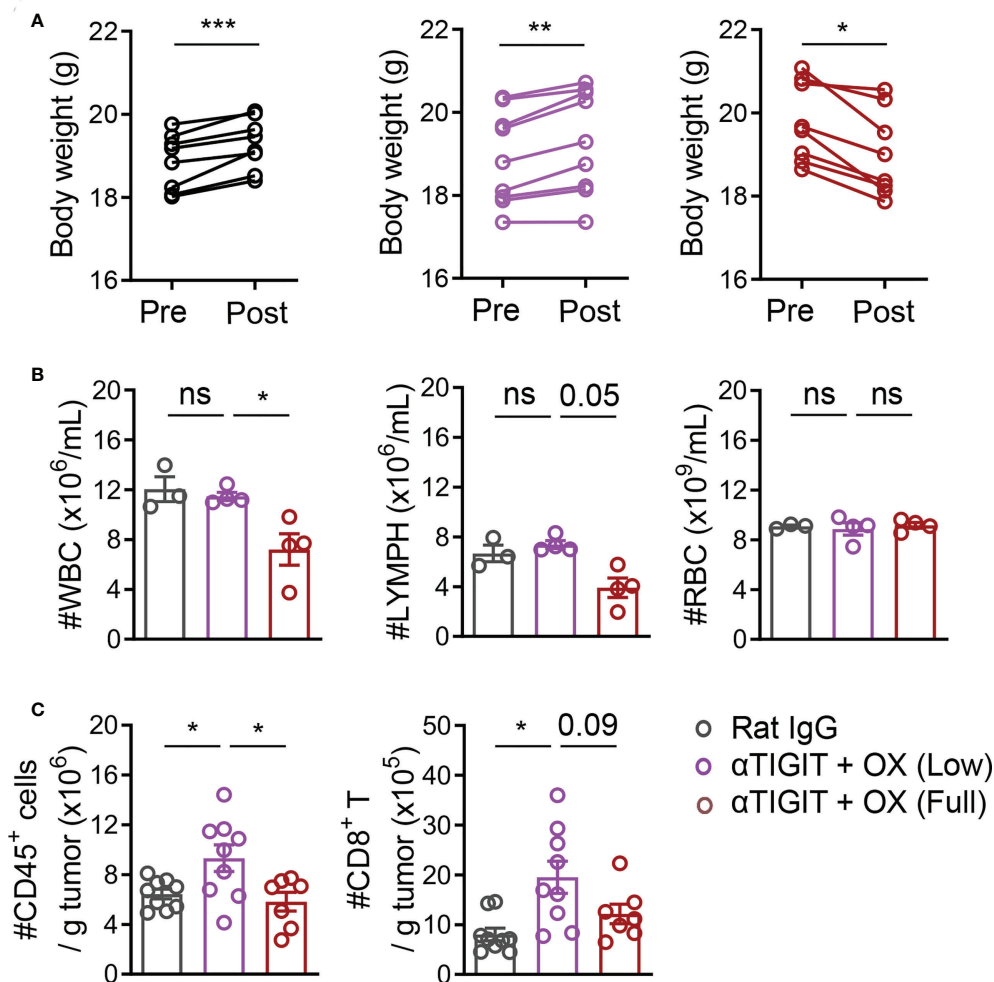 A
Body weight (g)
22
20
18
16
***
Pre Post
Body weight (g)
22
20
18
16
**
Pre Post
Body weight (g)
22
20
18
16
*
Pre Post
B
#WBC (x10⁶/mL)
20
16
12
8
4
0
ns *
#LYMPH (x10⁶/mL)
20
16
12
8
4
0
ns 0.05
#RBC (x10⁹/mL)
20
16
12
8
4
0
ns ns
C
#CD45⁺ cells
/ g tumor (x10⁶)
20
16
12
8
4
0
* *
#CD8⁺ T
/ g tumor (x10⁵)
50
40
30
20
10
0
* 0.09
Rat IgG
αTIGIT + OX (Low)
αTIGIT + OX (Full)